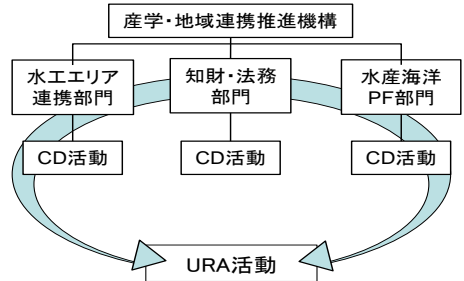 産学・地域連携推進機構
水工エリア
連携部門
知財・法務
部門
水産海洋
PF部門
CD活動
CD活動
CD活動
URA活動